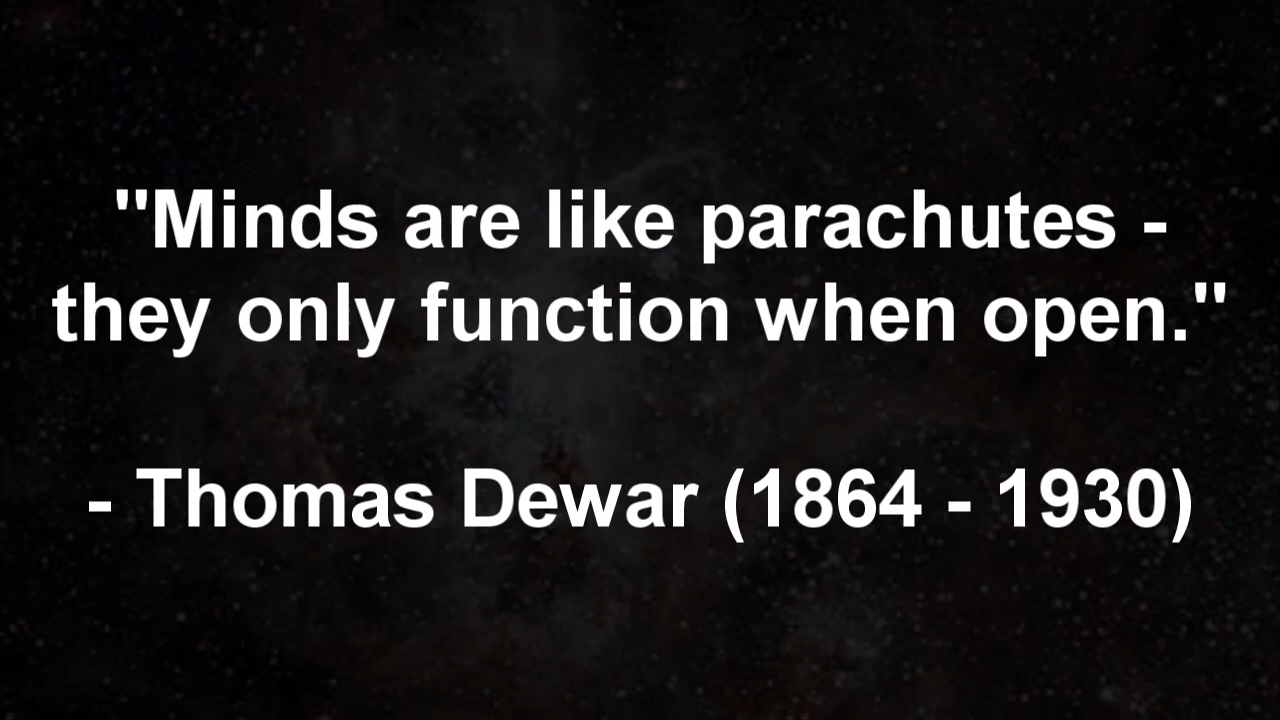 "Minds are like parachutes -
they only function when open."
- Thomas Dewar (1864 - 1930)